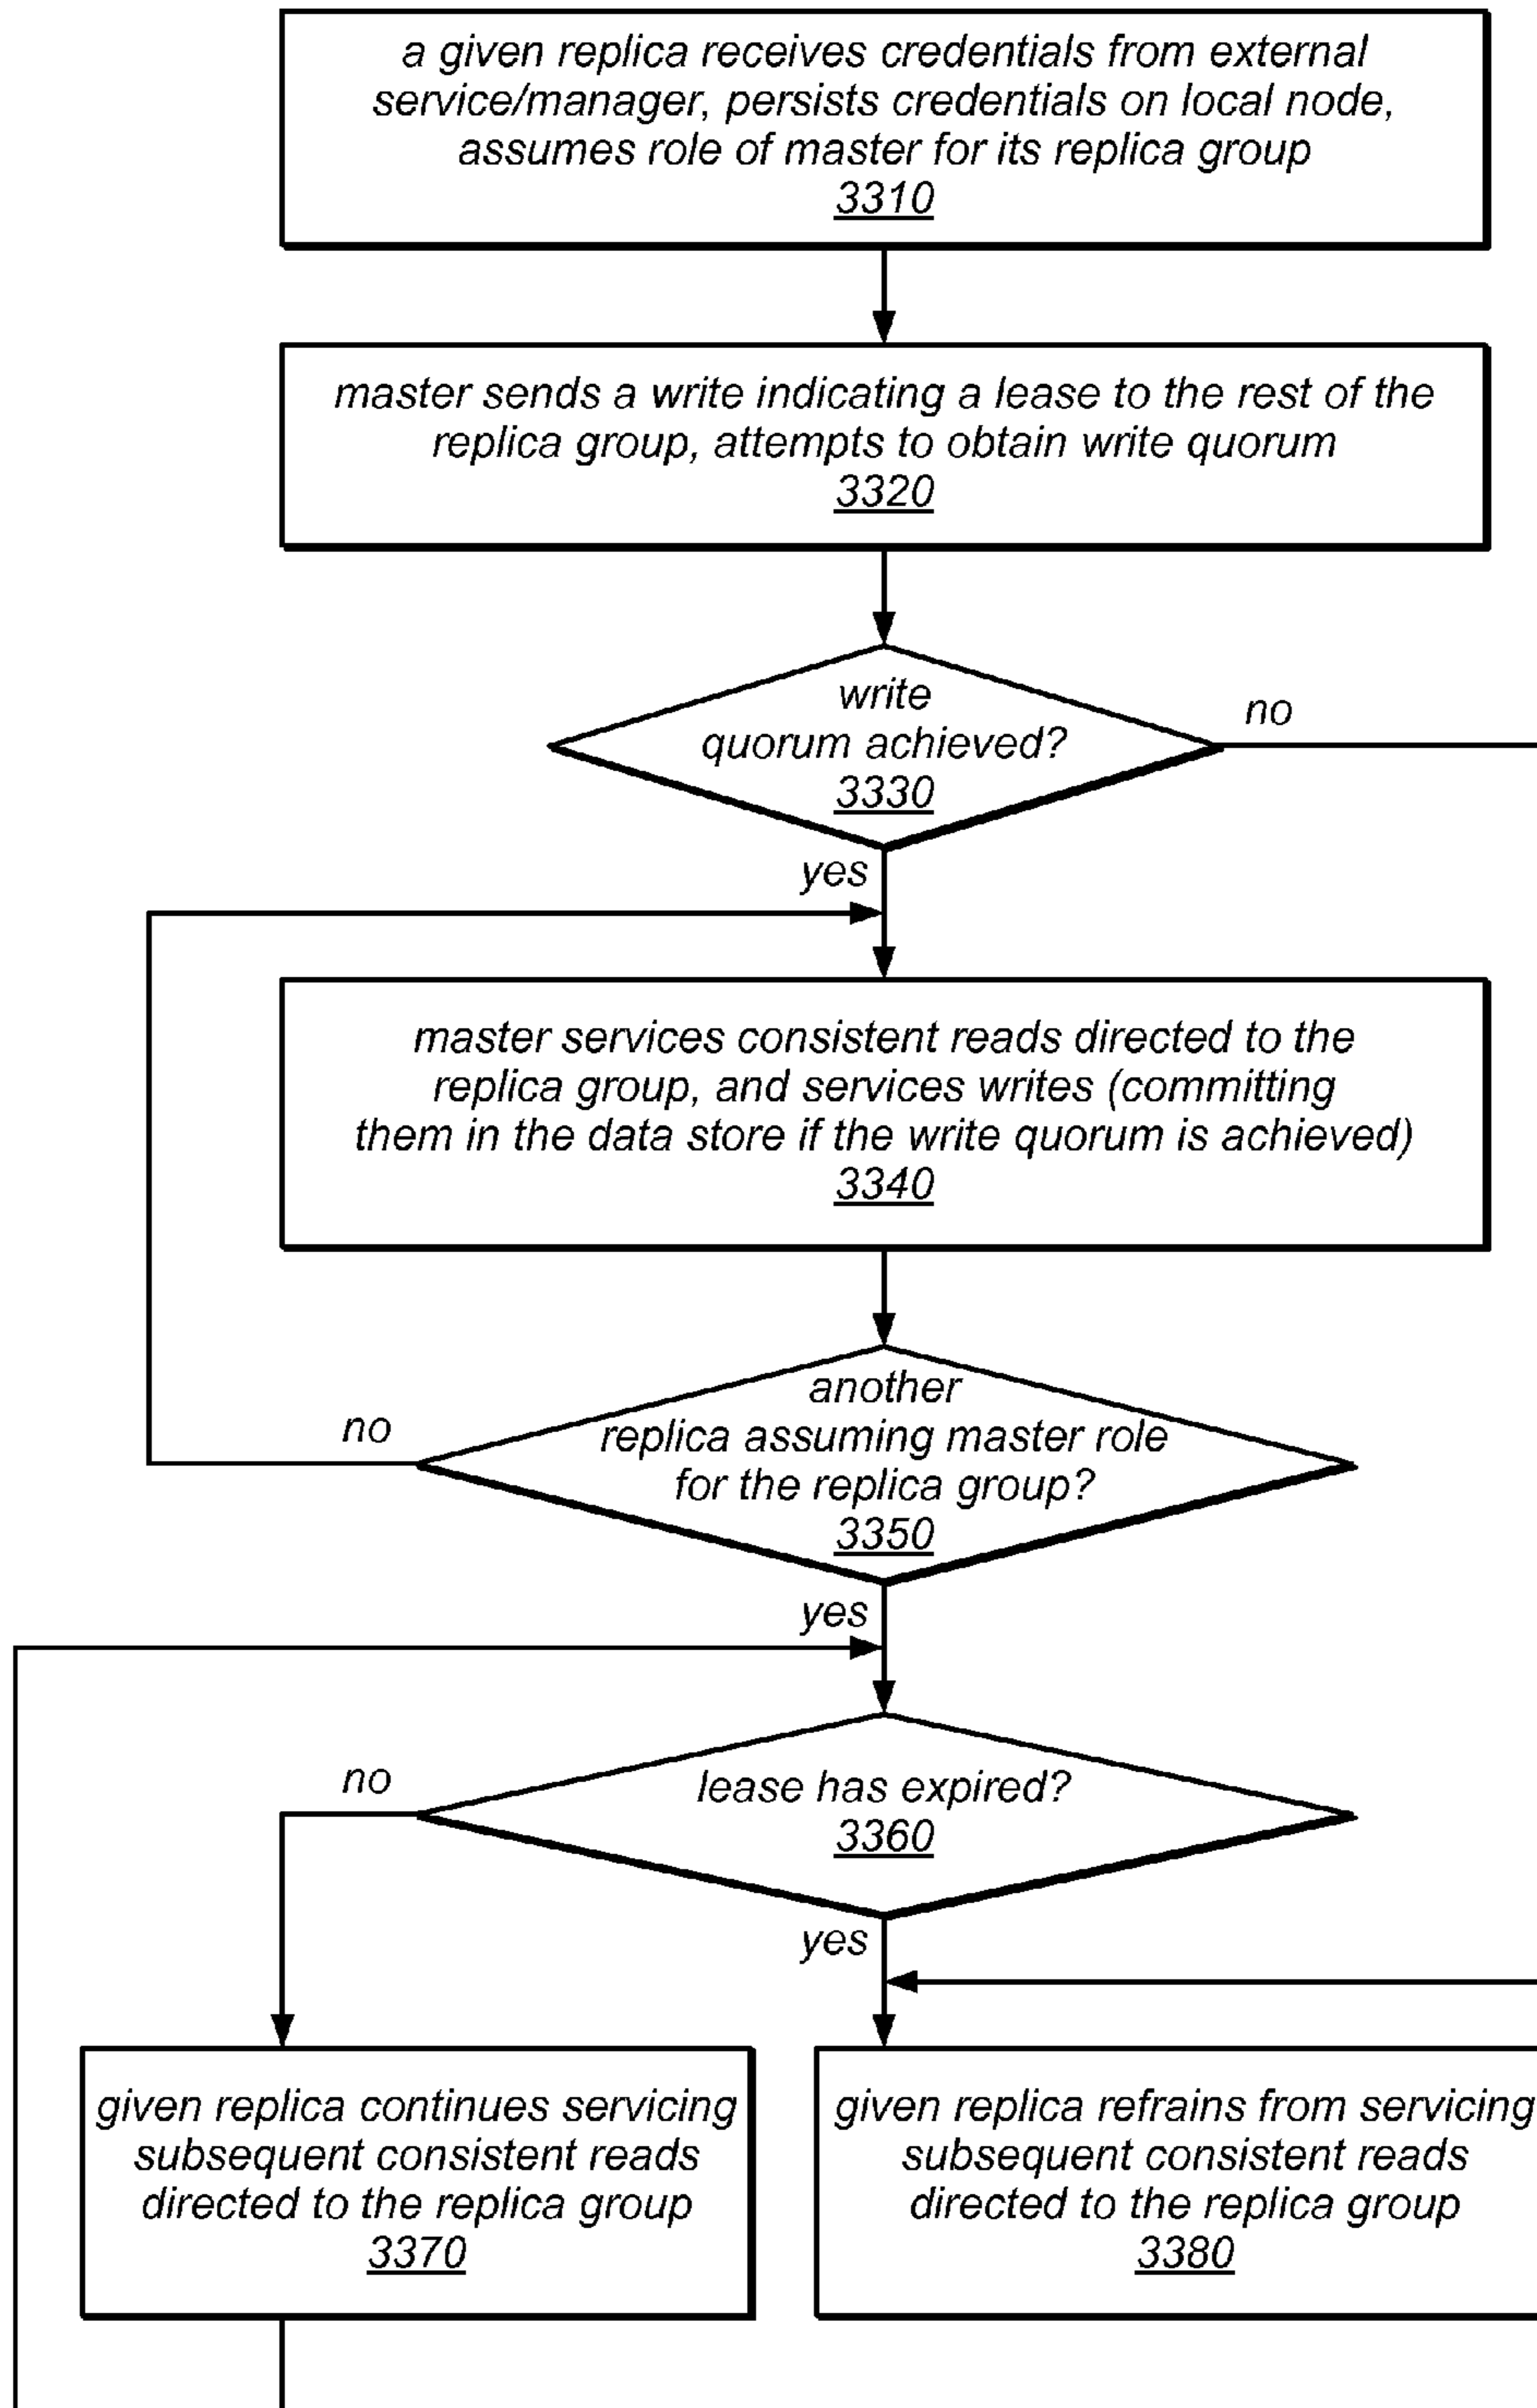 a given replica receives credentials from external
service/manager, persists credentials on local node,
assumes role of master for its replica group
3310
master sends a write indicating a lease to the rest of the
replica group, attempts to obtain write quorum
3320
write
quorum achieved?
3330
no
yes
master services consistent reads directed to the
replica group, and services writes (committing
them in the data store if the write quorum is achieved)
3340
another
replica assuming master role
for the replica group?
3350
no
yes
lease has expired?
3360
no
yes
given replica continues servicing
subsequent consistent reads
directed to the replica group
3370
given replica refrains from servicing
subsequent consistent reads
directed to the replica group
3380